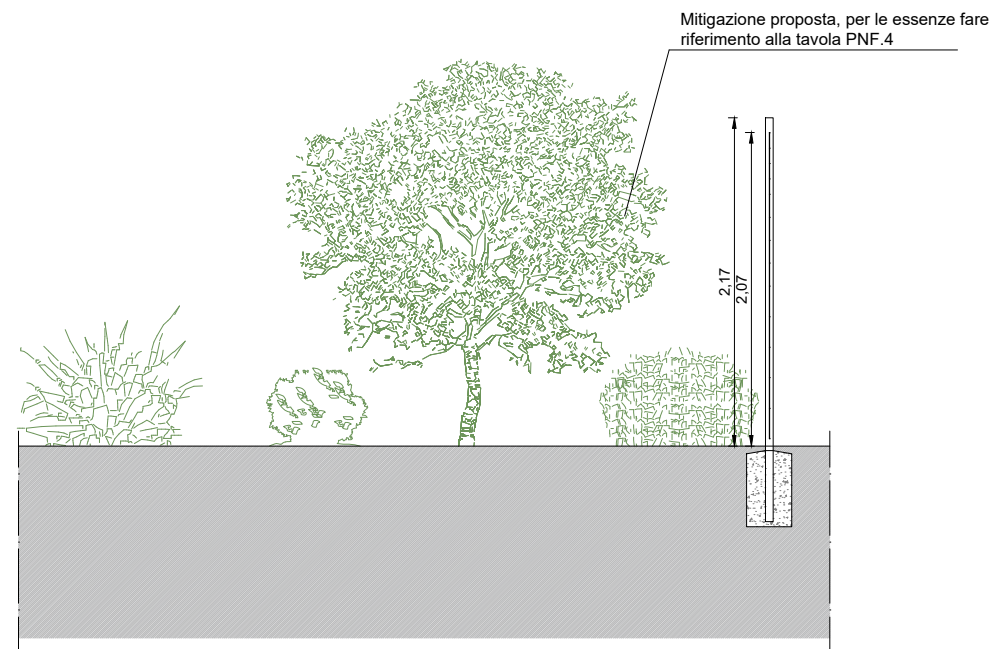 Mitigazione proposta, per le essenze fare
riferimento alla tavola PNF.4
2,17
2,07